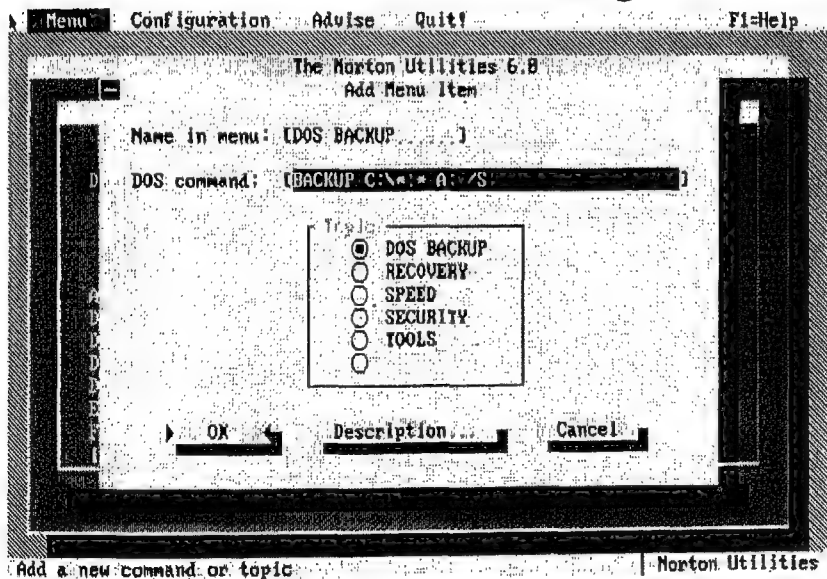 Menu Configuration Advise Quit! F1=Help
The Norton Utilities 6.0
Add Menu Item
Name in menu: [DOS BACKUP ]
DOS command: [BACKUP C:\*.* A: /S ]
Topic
DOS BACKUP
RECOVERY
SPEED
SECURITY
TOOLS
OK Description... Cancel
Add a new command or topic Norton Utilities